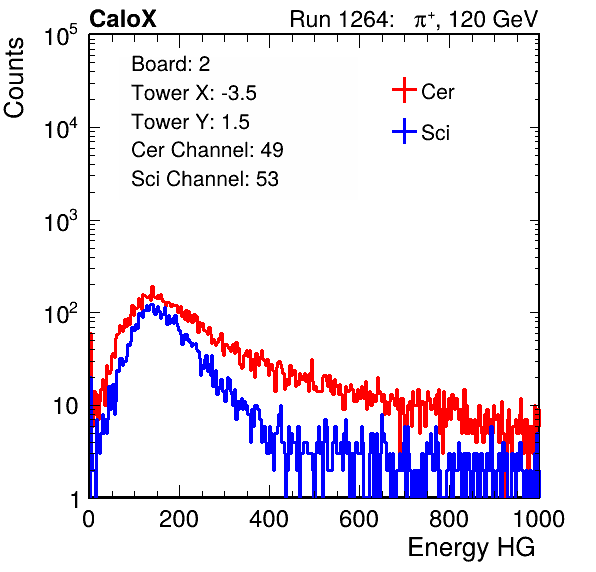 CaloX Run 1264: π⁺, 120 GeV
Counts
10⁵
10⁴
10³
10²
10
1
Board: 2
Tower X: -3.5
Tower Y: 1.5
Cer Channel: 49
Sci Channel: 53
Cer
Sci
0 200 400 600 800 1000
Energy HG